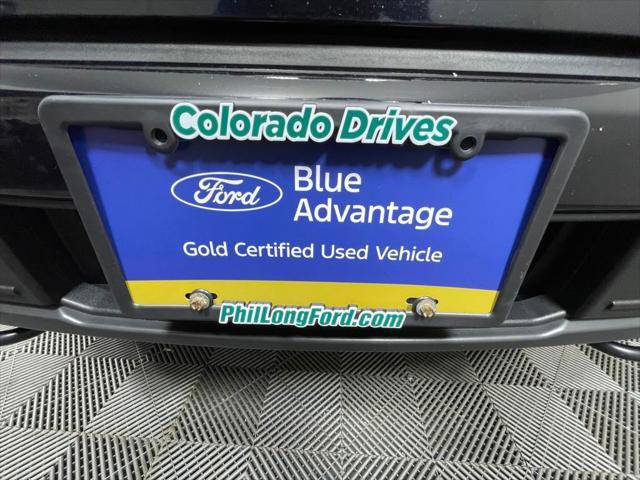 Colorado Drives
Ford
Blue
Advantage
Gold Certified Used Vehicle
PhilLongFord.com